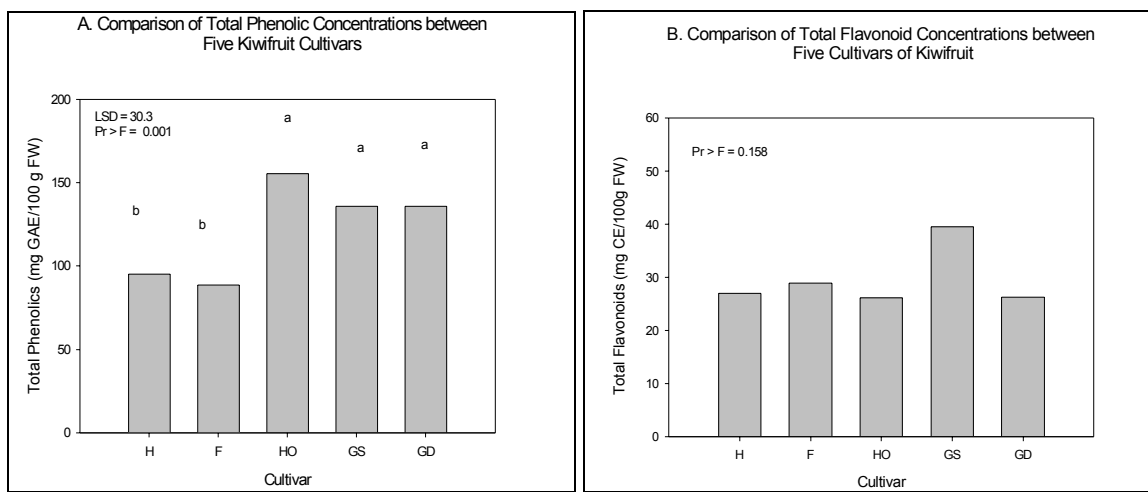 A. Comparison of Total Phenolic Concentrations between
Five Kiwifruit Cultivars
LSD = 30.3
Pr > F = 0.001
200
150
100
50
0
Total Phenolics (mg GAE/100 g FW)
b
b
a
a
a
H F HO GS GD
Cultivar
B. Comparison of Total Flavonoid Concentrations between
Five Cultivars of Kiwifruit
Pr > F = 0.158
60
50
40
30
20
10
0
Total Flavonoids (mg CE/100g FW)
H F HO GS GD
Cultivar